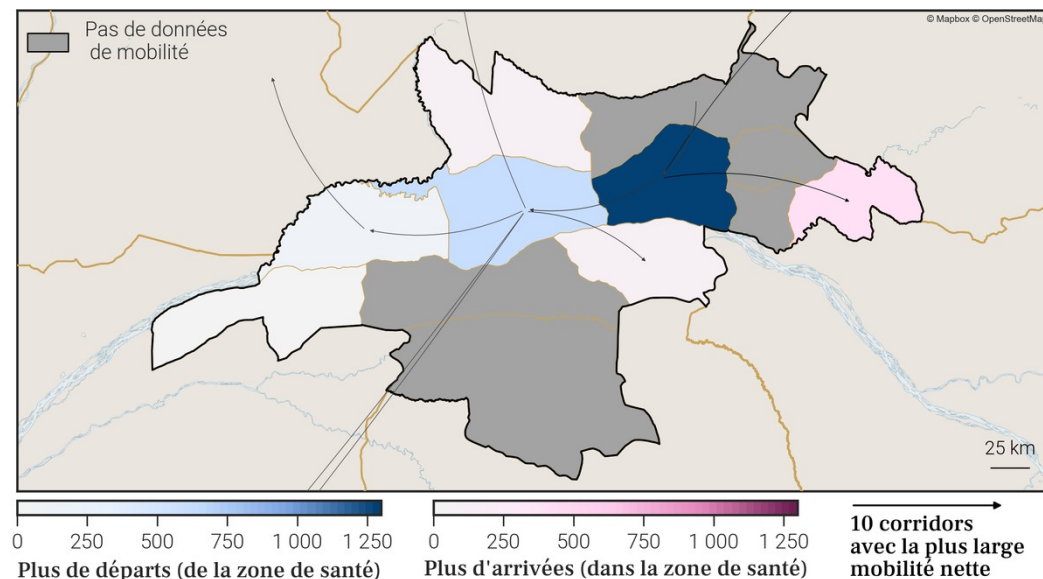 © Mapbox © OpenStreetMap
Pas de données
de mobilité
25 km
0 250 500 750 1 000 1 250
0 250 500 750 1 000 1 250
Plus de départs (de la zone de santé)
Plus d'arrivées (dans la zone de santé)
10 corridors
avec la plus large
mobilité nette